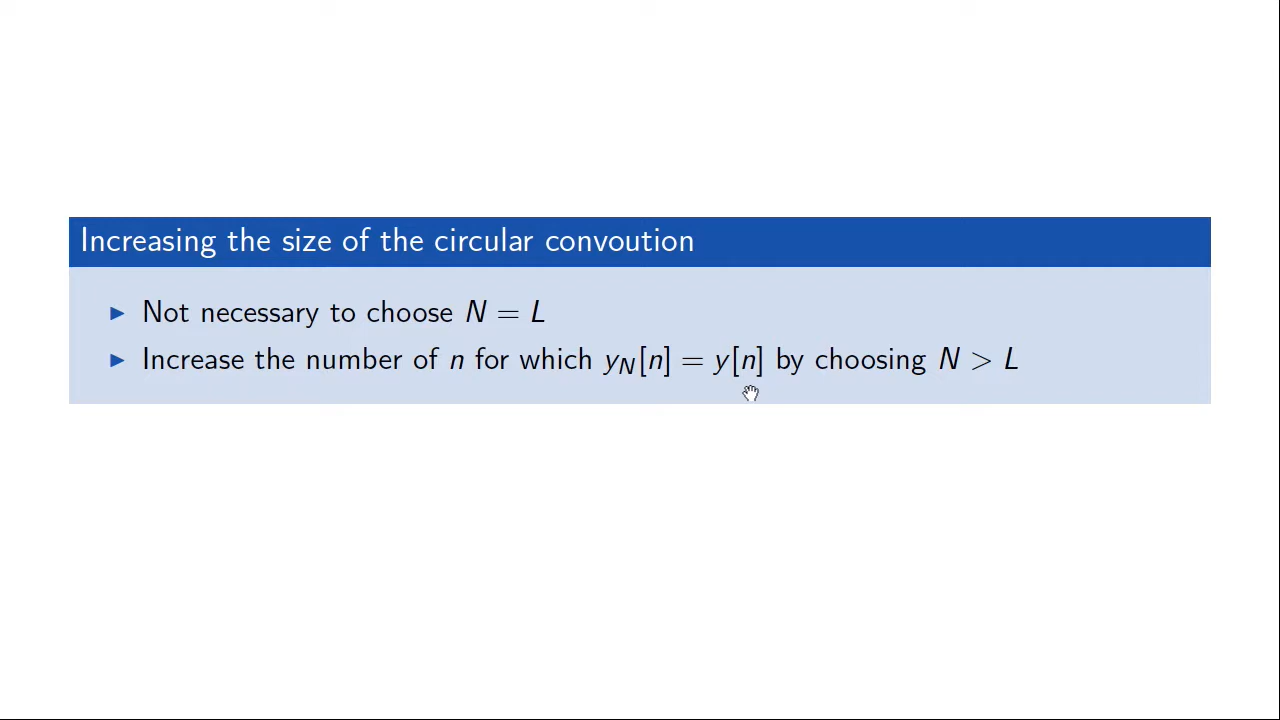 Increasing the size of the circular convoution
Not necessary to choose N = L
Increase the number of n for which y_N[n] = y[n] by choosing N > L